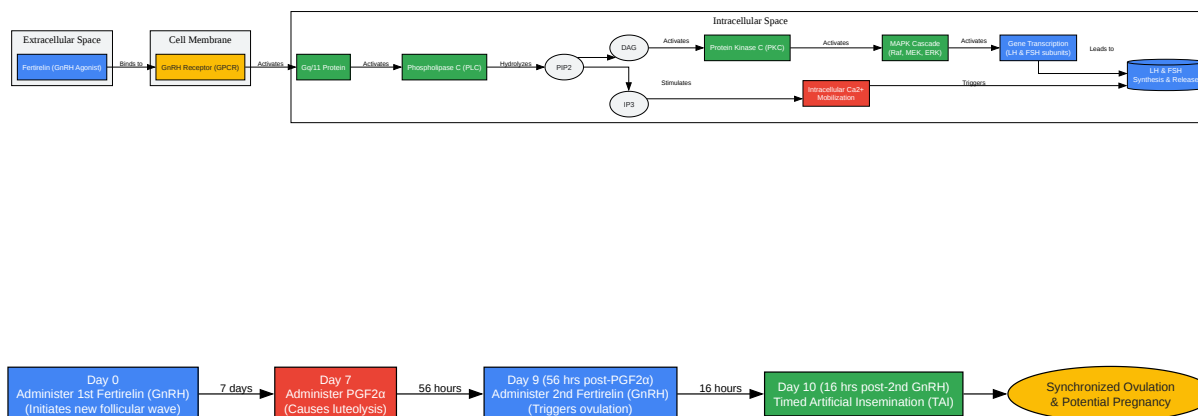 Intracellular Space
Extracellular Space
Cell Membrane
Fertirelin (GnRH Agonist)
Binds to
GnRH Receptor (GPCR)
Activates
Gq/11 Protein
Activates
Phospholipase C (PLC)
Hydrolyzes
PIP2
DAG
Activates
Protein Kinase C (PKC)
Activates
MAPK Cascade
(Raf, MEK, ERK)
Activates
Gene Transcription
(LH & FSH subunits)
Leads to
IP3
Stimulates
Intracellular Ca2+
Mobilization
Triggers
LH & FSH
Synthesis & Release
Day 0
Administer 1st Fertirelin (GnRH)
(Initiates new follicular wave)
7 days
Day 7
Administer PGF2α
(Causes luteolysis)
56 hours
Day 9 (56 hrs post-PGF2α)
Administer 2nd Fertirelin (GnRH)
(Triggers ovulation)
16 hours
Day 10 (16 hrs post-2nd GnRH)
Timed Artificial Insemination (TAI)
Synchronized Ovulation
& Potential Pregnancy